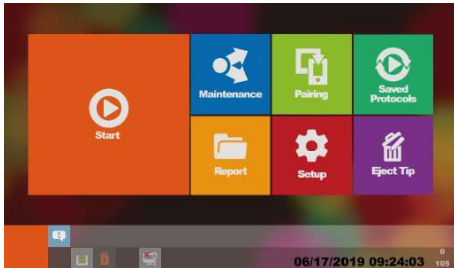 Start
Maintenance
Pairing
Saved
Protocols
Report
Setup
Eject Tip
06/17/2019 09:24:03
0
105